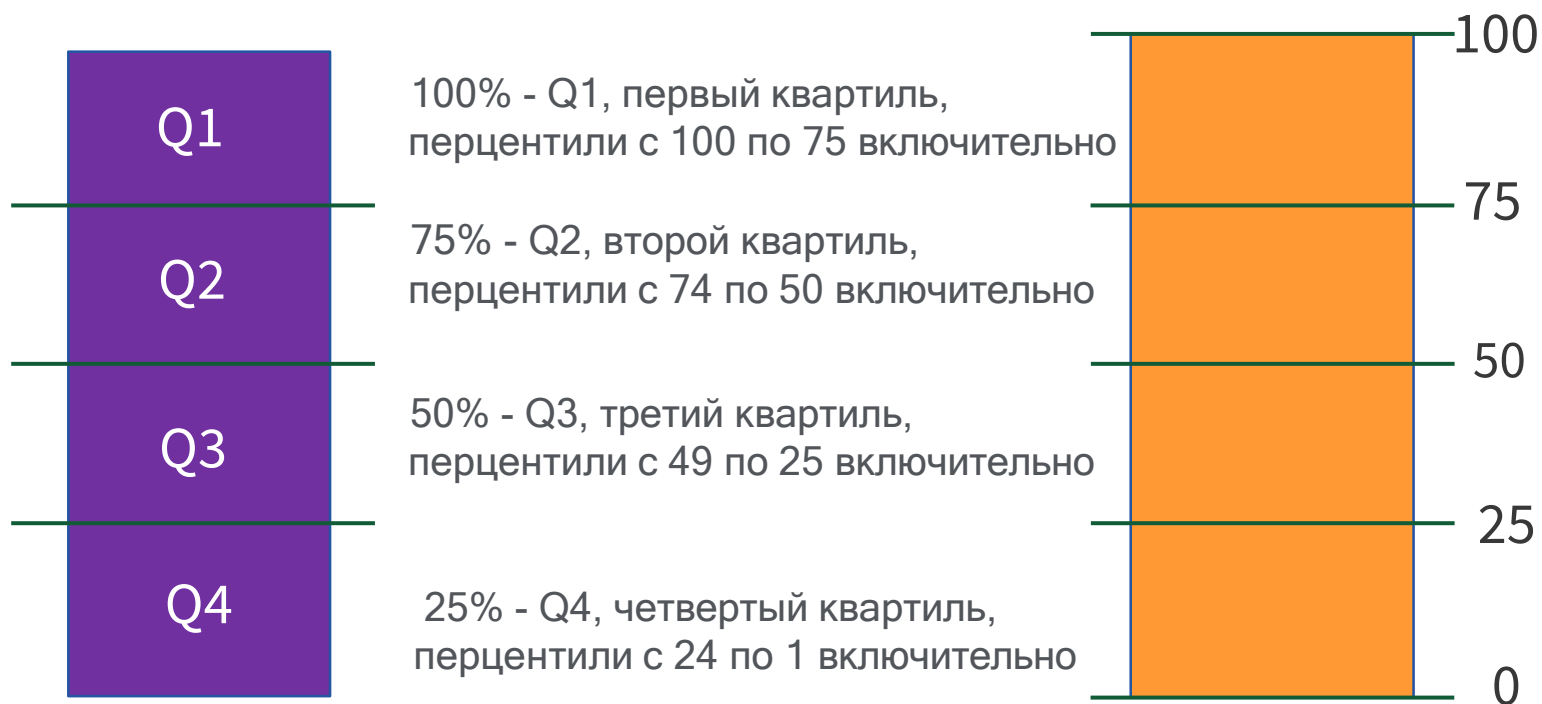 Q1
100% - Q1, первый квартиль,
перцентили с 100 по 75 включительно
Q2
75% - Q2, второй квартиль,
перцентили с 74 по 50 включительно
Q3
50% - Q3, третий квартиль,
перцентили с 49 по 25 включительно
Q4
25% - Q4, четвертый квартиль,
перцентили с 24 по 1 включительно
100
75
50
25
0